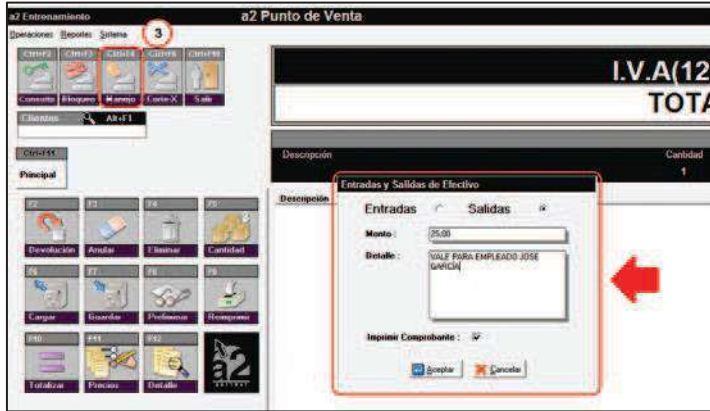 a2 Entrenamiento
a2 Punto de Venta
Operaciones Reportes Sistema
3
Ctrl+F2 Ctrl+F3 Ctrl+F4 Ctrl+F6 Ctrl+F10
Consulta Bloqueo Manejo Corte-X Salir
Clientes Alt+F1
I.V.A(12
TOTA
Ctrl+F11
Principal
Descripción Cantidad
1
Descripción
Entradas y Salidas de Efectivo
Entradas Salidas
Monto : 25,00
Detalle : VALE PARA EMPLEADO JOSE
GARCÍA
Imprimir Comprobante :
Aceptar Cancelar
F2 F3 F4 F5
Devolución Anular Eliminar Cantidad
F6 F7 F8 F9
Cargar Guardar Preliminar Reimprimir
F10 F11 F12
Totalizar Precios Detalle
a2